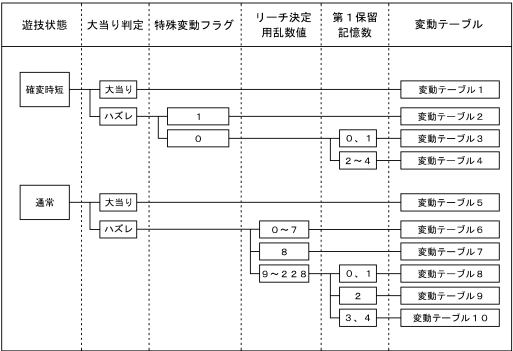 遊技状態 大当り判定 特殊変動フラグ リーチ決定用乱数値 第1保留記憶数 変動テーブル
確変時短 大当り 変動テーブル1
ハズレ 1 変動テーブル2
0 0、1 変動テーブル3
2~4 変動テーブル4
通常 大当り 変動テーブル5
ハズレ 0~7 変動テーブル6
8 変動テーブル7
9~228 0、1 変動テーブル8
2 変動テーブル9
3、4 変動テーブル10